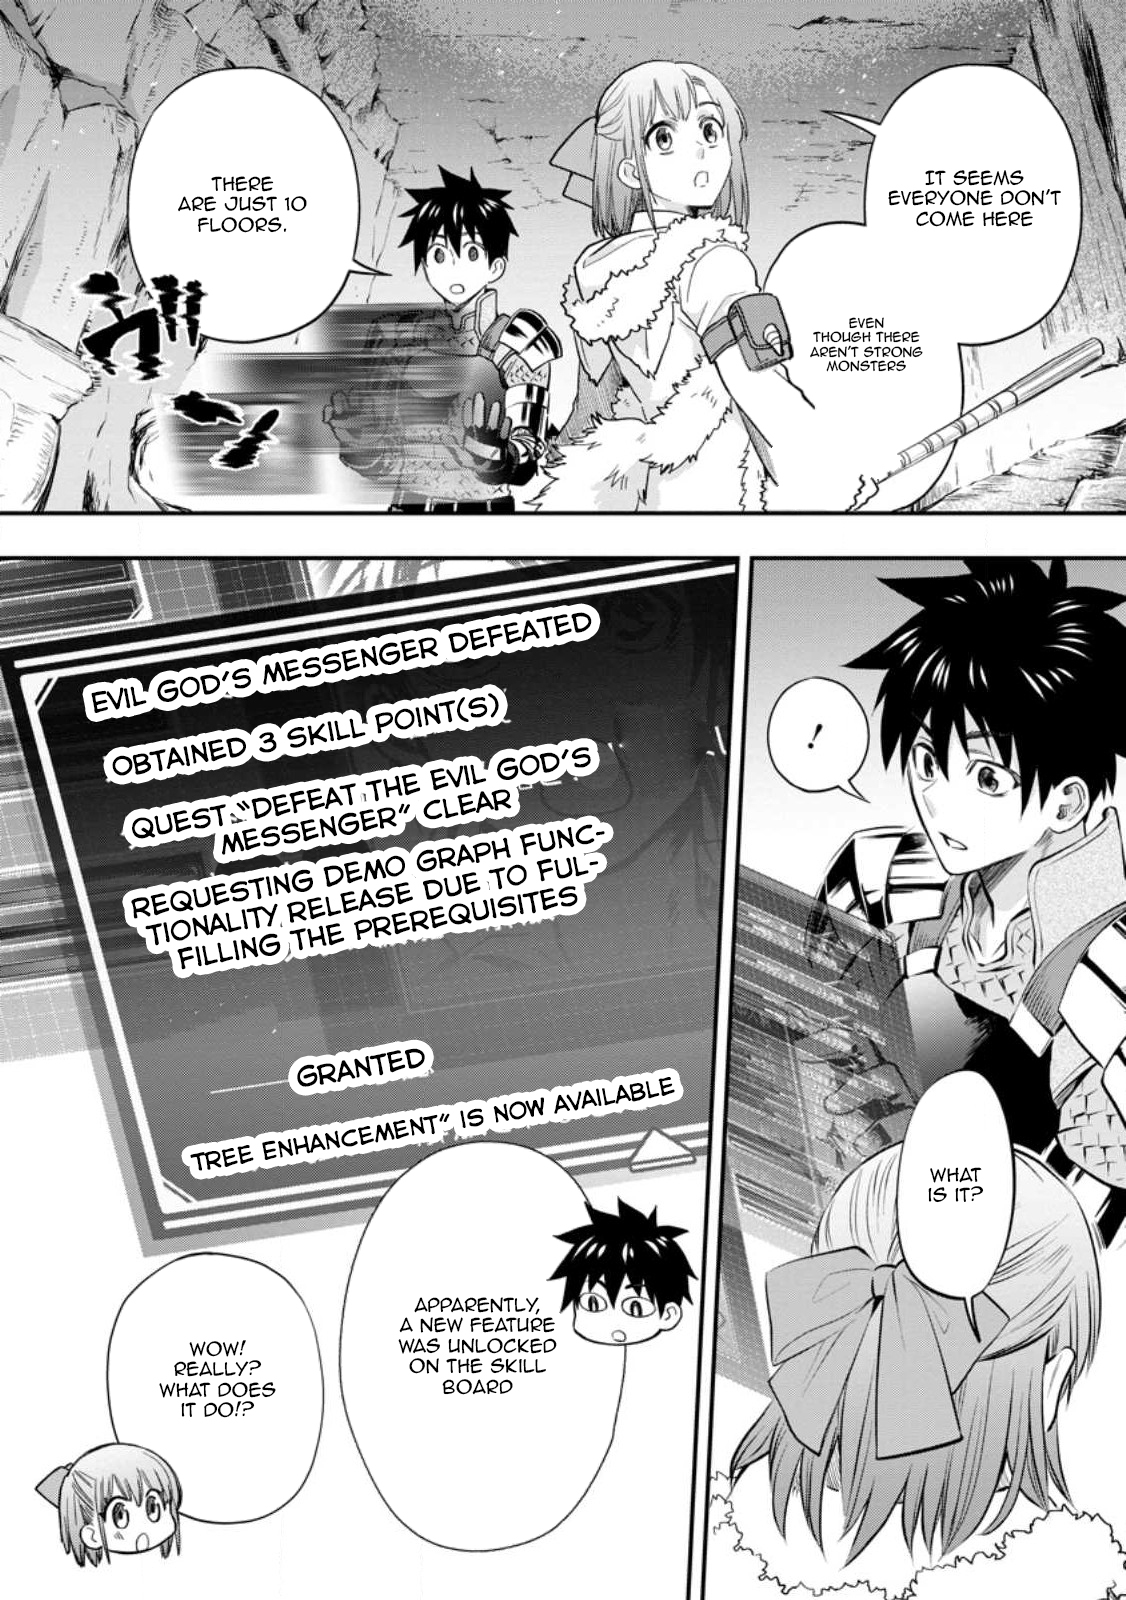 IT SEEMS
EVERYONE DON'T
COME HERE
EVEN
THOUGH THERE
AREN'T STRONG
MONSTERS
THERE
ARE JUST 10
FLOORS.
!
WHAT
IS IT?
EVIL GOD'S MESSENGER DEFEATED
OBTAINED 3 SKILL POINT(S)
QUEST "DEFEAT THE EVIL GOD'S
MESSENGER" CLEAR
REQUESTING DEMO GRAPH FUNC-
TIONALITY RELEASE DUE TO FUL-
FILLING THE PREREQUISITES
GRANTED
TREE ENHANCEMENT" IS NOW AVAILABLE
APPARENTLY,
A NEW FEATURE
WAS UNLOCKED
ON THE SKILL
BOARD
WOW!
REALLY?
WHAT DOES
IT DO!?